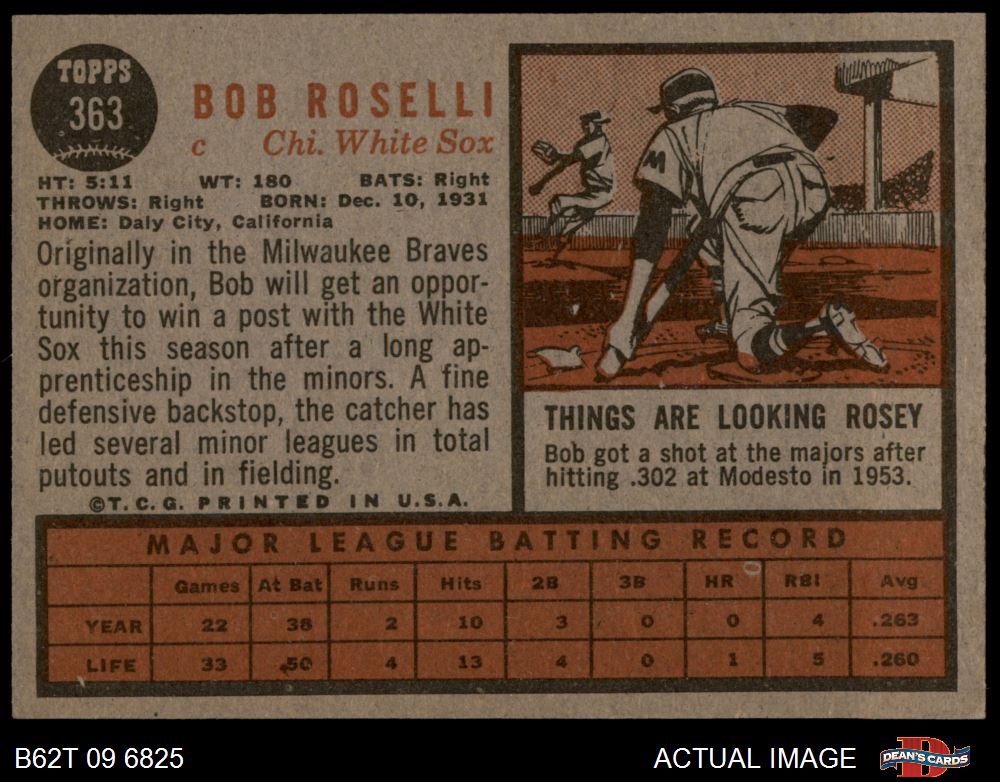 TOPPS
363
BOB ROSELLI
c Chi. White Sox
HT: 5:11 WT: 180 BATS: Right
THROWS: Right BORN: Dec. 10, 1931
HOME: Daly City, California
Originally in the Milwaukee Braves
organization, Bob will get an oppor-
tunity to win a post with the White
Sox this season after a long ap-
prenticeship in the minors. A fine
defensive backstop, the catcher has
led several minor leagues in total
putouts and in fielding.
©T.C.G. PRINTED IN U.S.A.
M
M
THINGS ARE LOOKING ROSEY
Bob got a shot at the majors after
hitting .302 at Modesto in 1953.
MAJOR LEAGUE BATTING RECORD
Games At Bat Runs Hits 2B 3B HR RBI Avg
YEAR 22 38 2 10 3 0 0 4 .263
LIFE 33 50 4 13 4 0 1 5 .260
B62T 09 6825 ACTUAL IMAGE DEAN'S CARDS